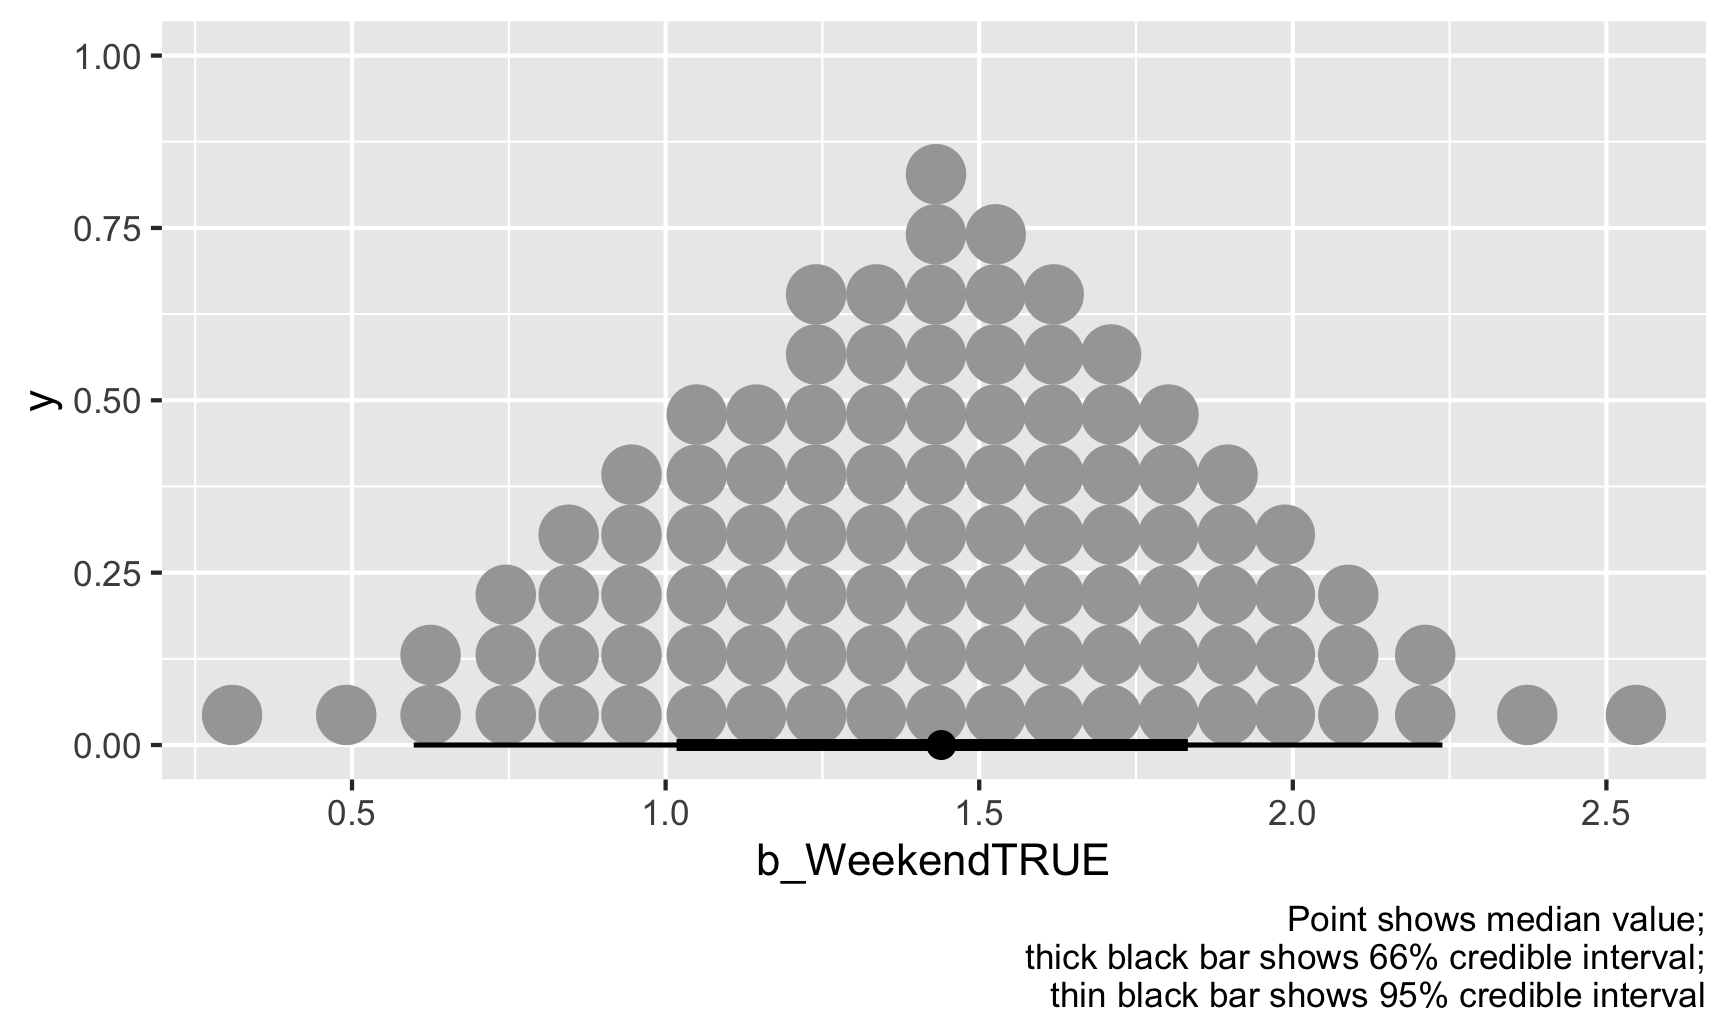 1.00
0.75
0.50
0.25
0.00
y
0.5 1.0 1.5 2.0 2.5
b_WeekendTRUE
Point shows median value;
thick black bar shows 66% credible interval;
thin black bar shows 95% credible interval